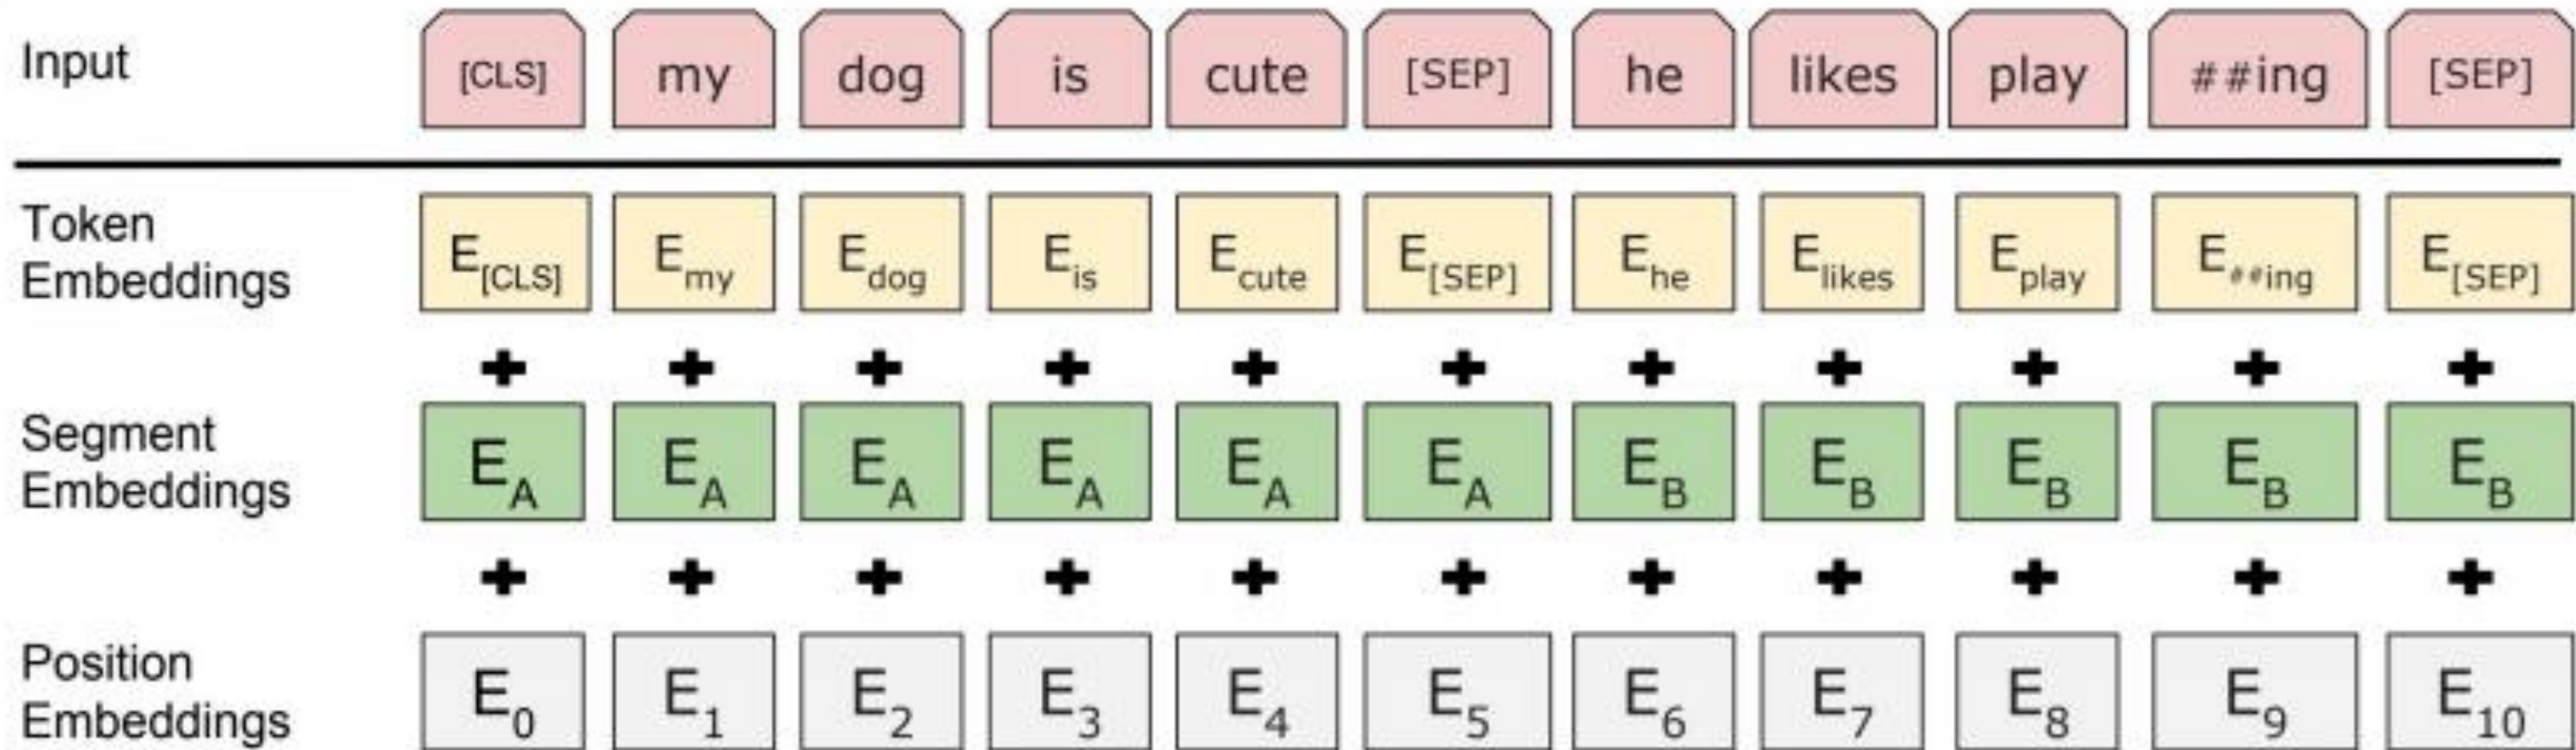 Input [CLS] my dog is cute [SEP] he likes play ##ing [SEP]
Token
Embeddings E[CLS] Emy Edog Eis Ecute E[SEP] Ehe Elikes Eplay E##ing E[SEP]
+ + + + + + + + + + +
Segment
Embeddings EA EA EA EA EA EA EB EB EB EB EB
+ + + + + + + + + + +
Position
Embeddings E0 E1 E2 E3 E4 E5 E6 E7 E8 E9 E10